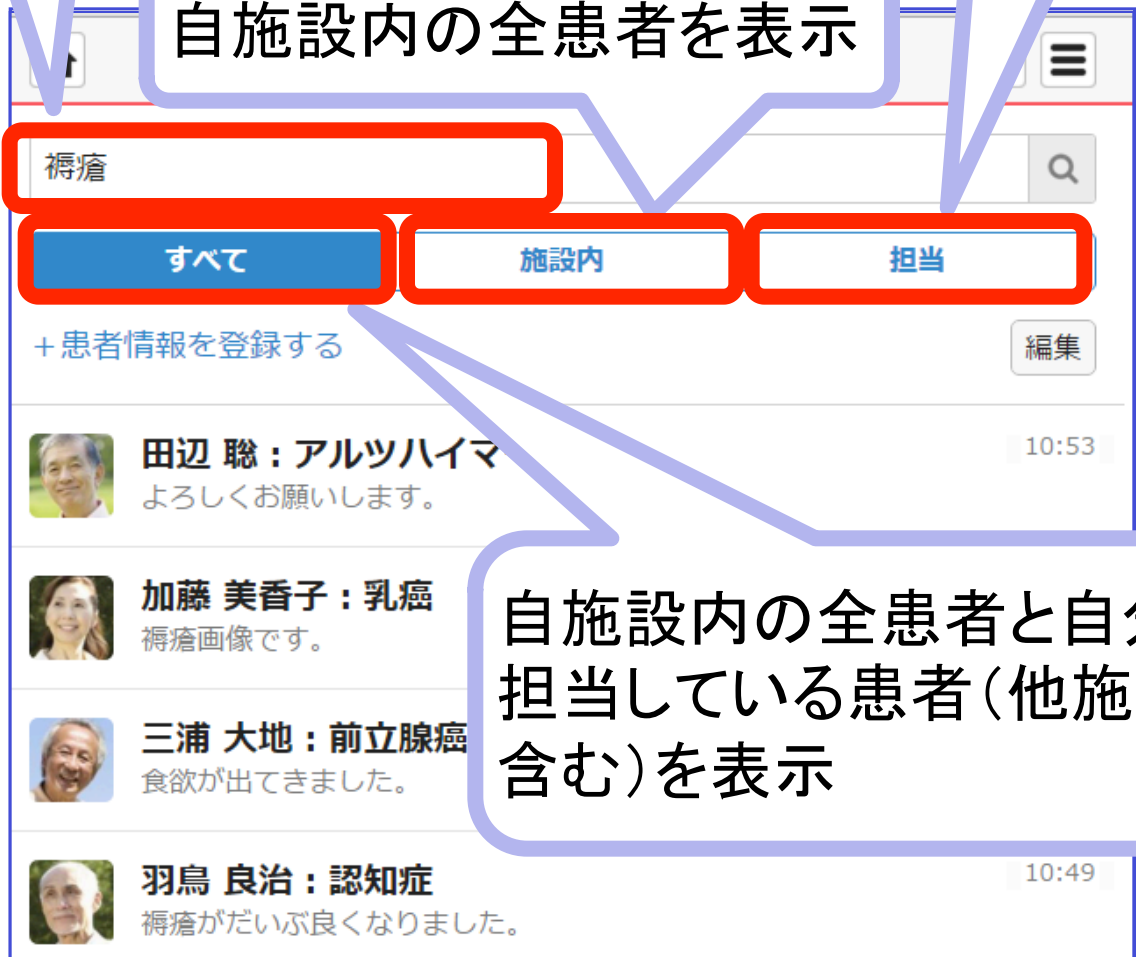 自施設内の全患者を表示
褥瘡
すべて
施設内
担当
+患者情報を登録する
編集
田辺 聡:アルツハイマ
10:53
よろしくお願いします。
加藤 美香子:乳癌
褥瘡画像です。
自施設内の全患者と自分
担当している患者(他施
含む)を表示
三浦 大地:前立腺癌
食欲が出てきました。
羽鳥 良治:認知症
10:49
褥瘡がだいぶ良くなりました。